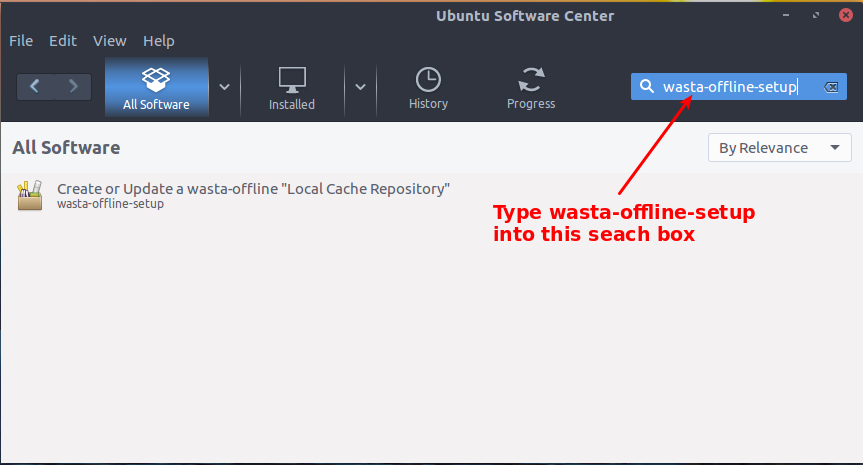 Ubuntu Software Center
File Edit View Help
All Software
Installed
History
Progress
wasta-offline-setup
All Software
By Relevance
Create or Update a wasta-offline "Local Cache Repository"
wasta-offline-setup
Type wasta-offline-setup
into this seach box